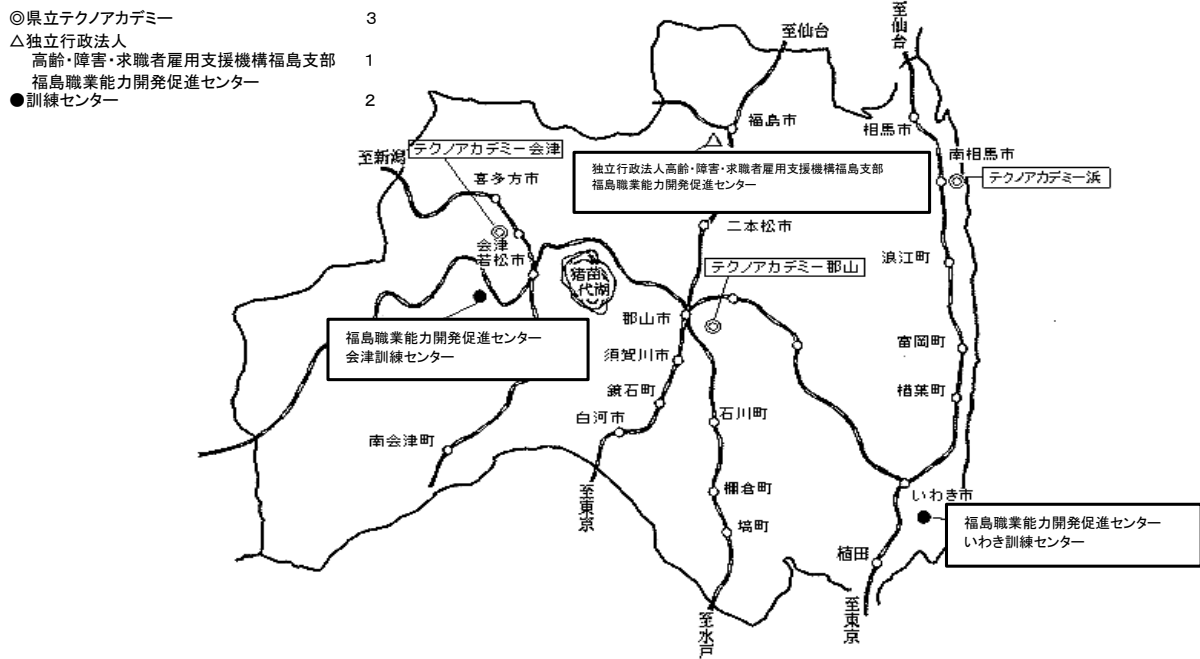 ◎県立テクノアカデミー 3
△独立行政法人
高齢・障害・求職者雇用支援機構福島支部 1
福島職業能力開発促進センター
●訓練センター 2
至仙台
至仙台
福島市
相馬市
テクノアカデミー会津
至新潟
喜多方市
独立行政法人高齢・障害・求職者雇用支援機構福島支部
福島職業能力開発促進センター
南相馬市
テクノアカデミー浜
二本松市
会津
若松市
浪江町
テクノアカデミー郡山
猪苗
代湖
郡山市
福島職業能力開発促進センター
会津訓練センター
富岡町
須賀川市
鏡石町
楢葉町
白河市
石川町
南会津町
至東京
棚倉町
いわき市
福島職業能力開発促進センター
いわき訓練センター
塙町
植田
至水戸
至東京